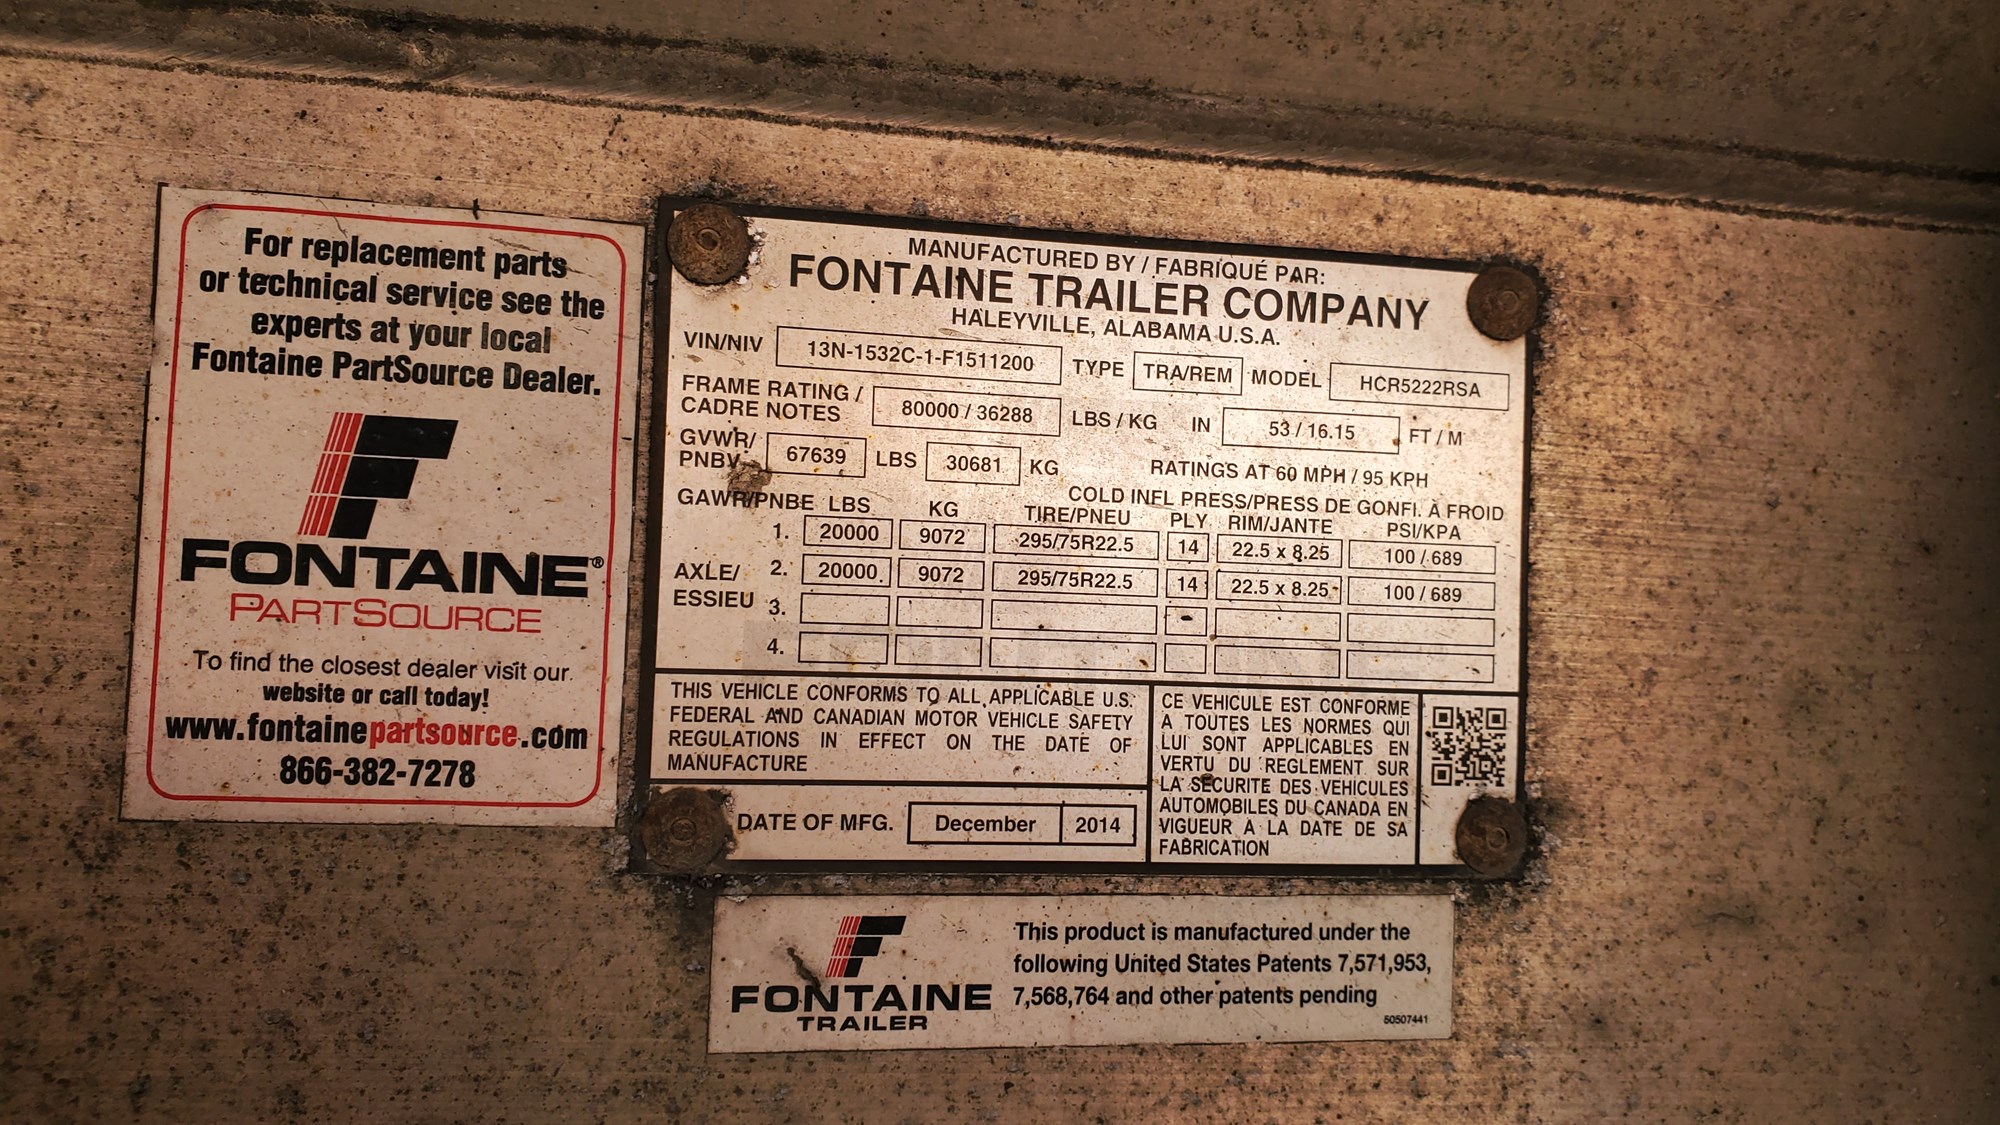 For replacement parts
or technical service see the
experts at your local
Fontaine PartSource Dealer.
FONTAINE®
PARTSOURCE
To find the closest dealer visit our
website or call today!
www.fontainepartsource.com
866-382-7278
MANUFACTURED BY / FABRIQUÉ PAR:
FONTAINE TRAILER COMPANY
HALEYVILLE, ALABAMA U.S.A.
VIN/NIV 13N-1532C-1-F1511200 TYPE TRA/REM MODEL HCR5222RSA
FRAME RATING / CADRE NOTES 80000 / 36288 LBS / KG IN 53 / 16.15 FT / M
GVWR/ PNBV 67639 LBS 30681 KG RATINGS AT 60 MPH / 95 KPH
COLD INFL PRESS/PRESS DE GONFI. À FROID
GAWR/PNBE LBS KG TIRE/PNEU PLY RIM/JANTE PSI/KPA
AXLE/ ESSIEU
1. 20000 9072 295/75R22.5 14 22.5 x 8.25 100 / 689
2. 20000 9072 295/75R22.5 14 22.5 x 8.25 100 / 689
3.
4.
THIS VEHICLE CONFORMS TO ALL APPLICABLE U.S.
FEDERAL AND CANADIAN MOTOR VEHICLE SAFETY
REGULATIONS IN EFFECT ON THE DATE OF
MANUFACTURE
DATE OF MFG. December 2014
CE VEHICULE EST CONFORME
A TOUTES LES NORMES QUI
LUI SONT APPLICABLES EN
VERTU DU REGLEMENT SUR
LA SECURITE DES VEHICULES
AUTOMOBILES DU CANADA EN
VIGUEUR A LA DATE DE SA
FABRICATION
FONTAINE
TRAILER
This product is manufactured under the
following United States Patents 7,571,953,
7,568,764 and other patents pending
50507441